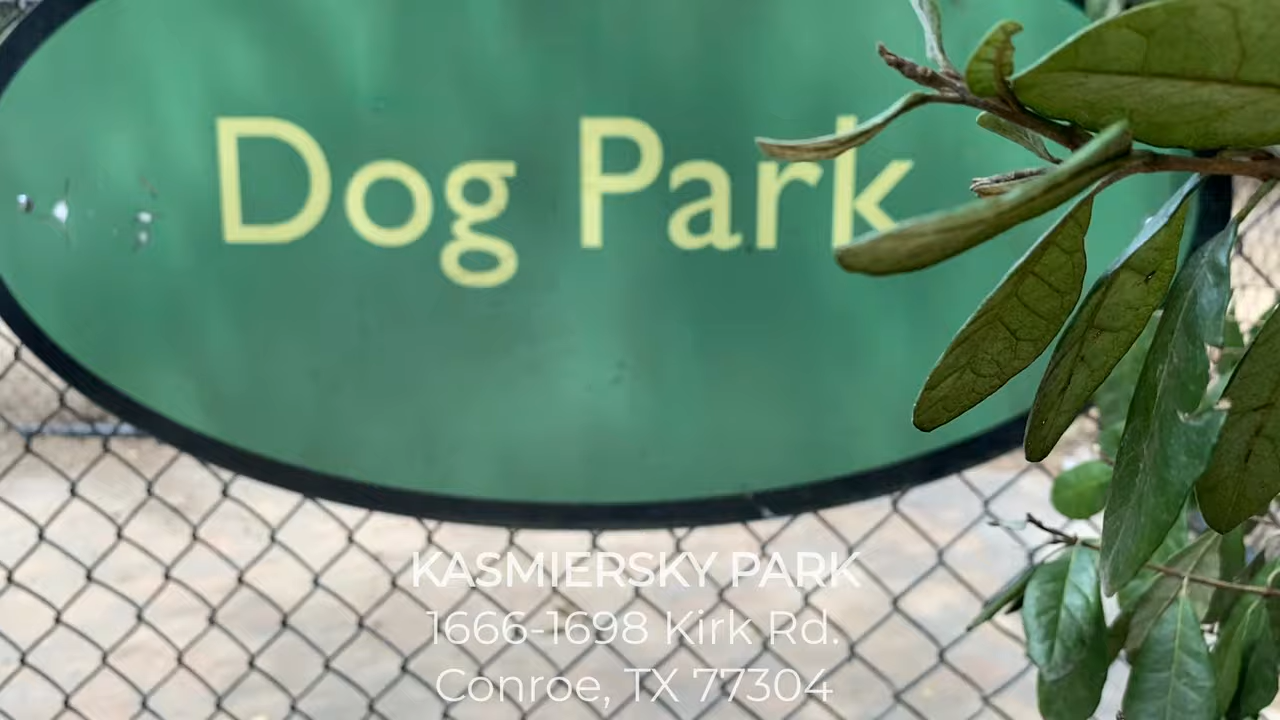 Dog Park
KASMIERSKY PARK
1666-1698 Kirk Rd.
Conroe, TX 77304